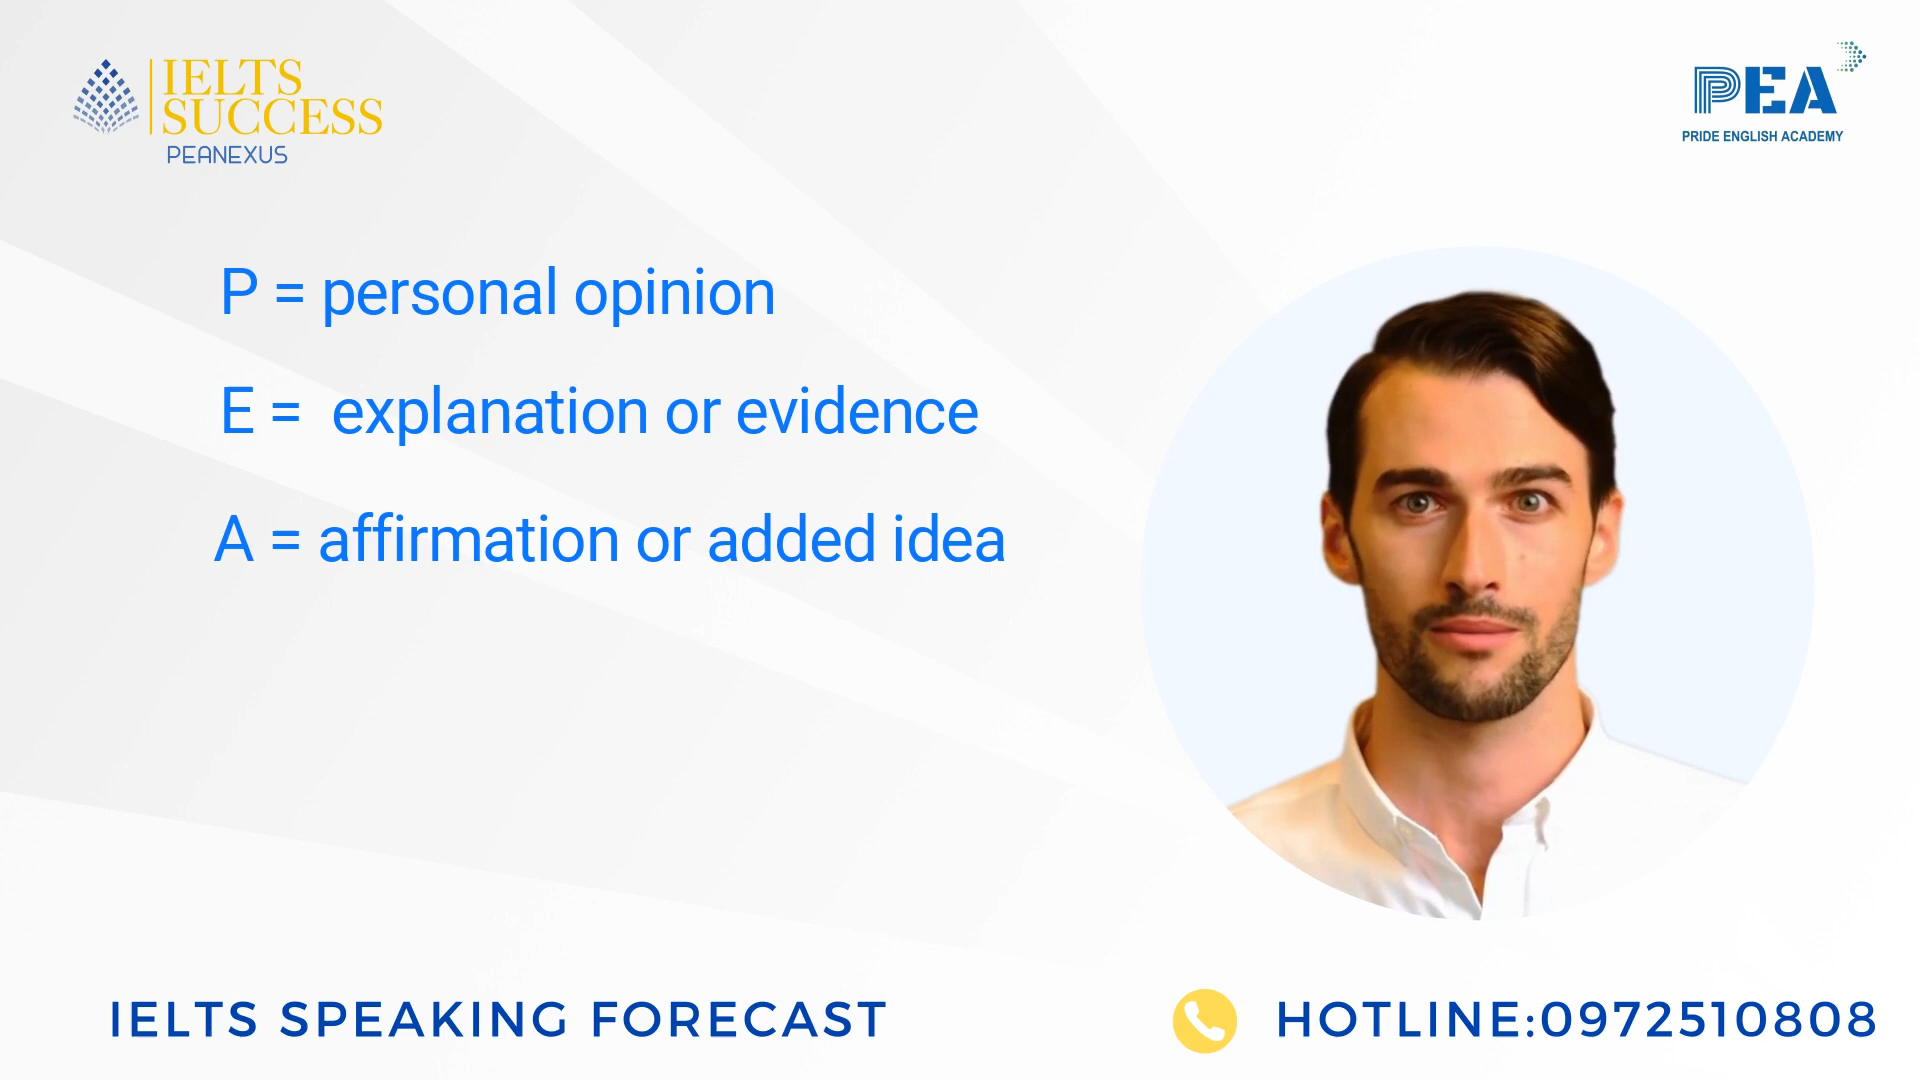 IELTS
SUCCESS
PEANEXUS
PEA
PRIDE ENGLISH ACADEMY
P = personal opinion
E = explanation or evidence
A = affirmation or added idea
IELTS SPEAKING FORECAST
HOTLINE:0972510808